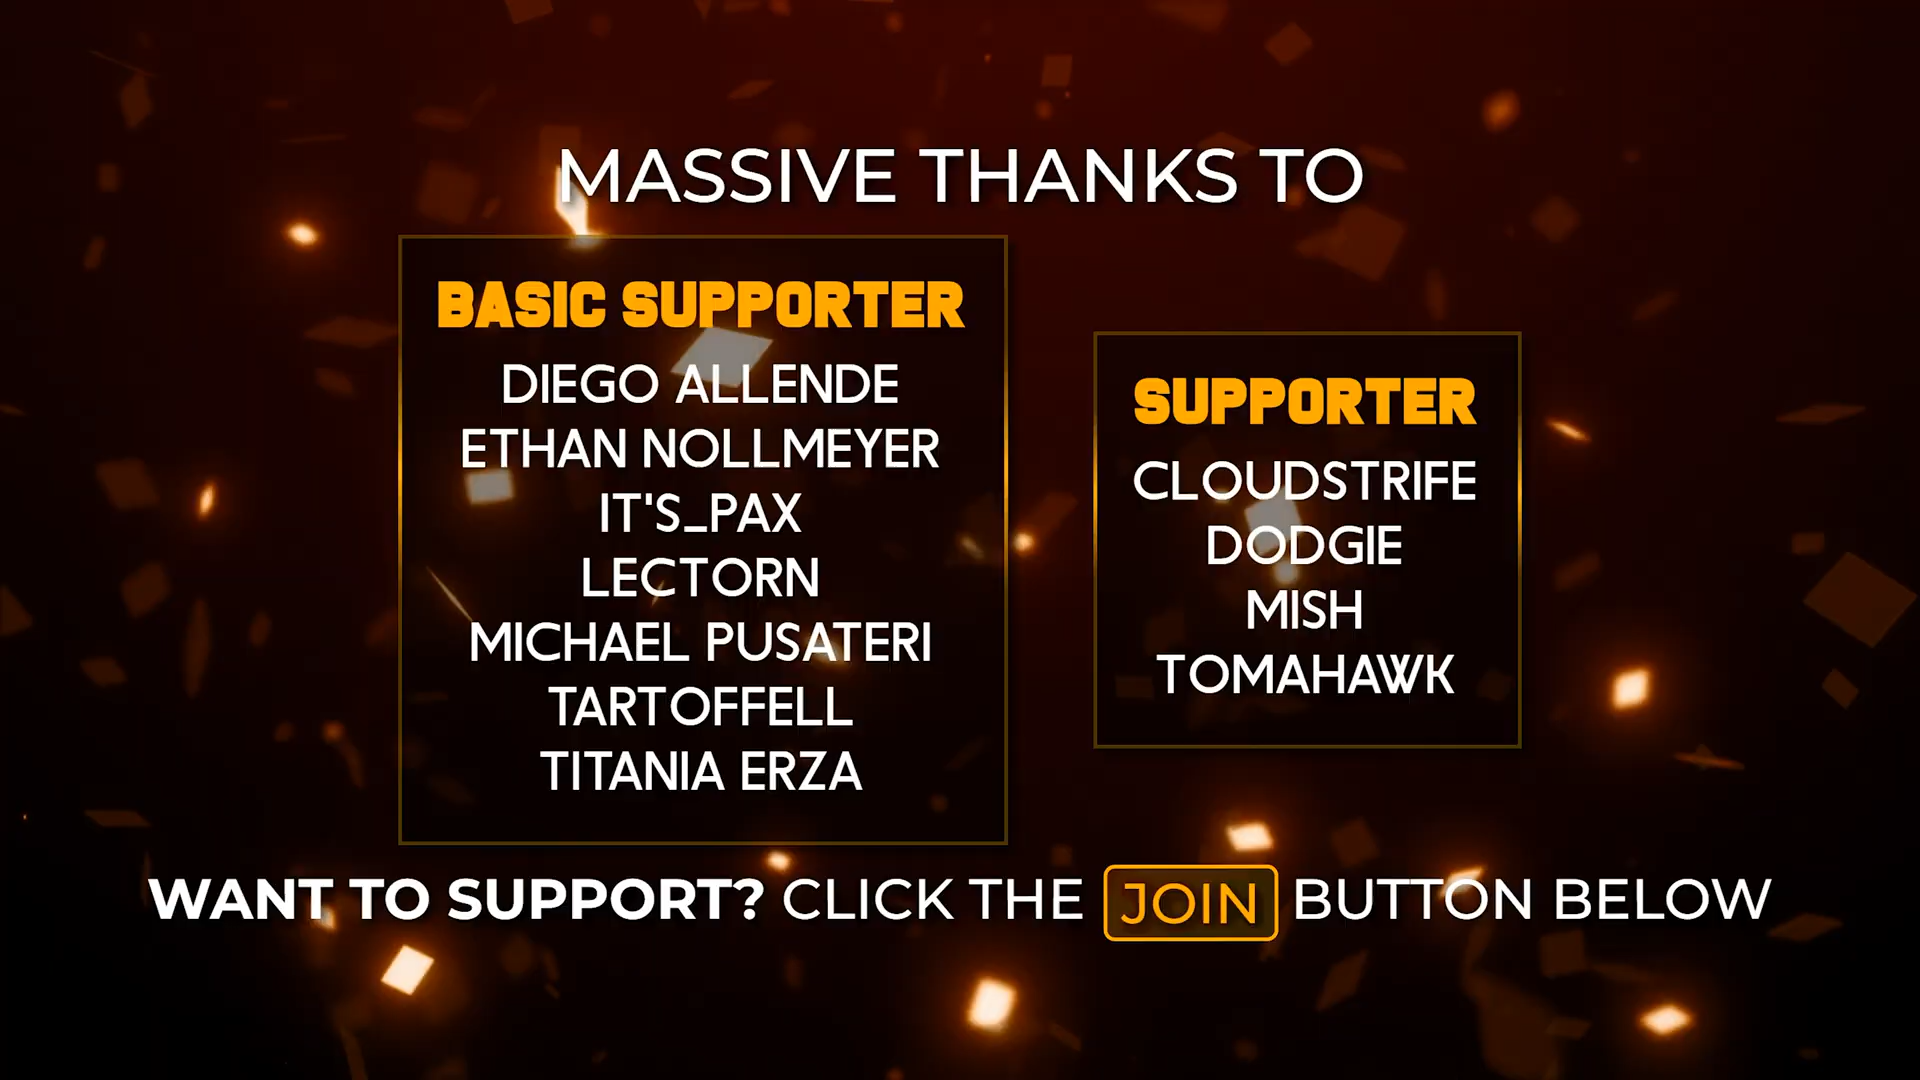 MASSIVE THANKS TO
BASIC SUPPORTER
DIEGO ALLENDE
ETHAN NOLLMEYER
IT'S_PAX
LECTORN
MICHAEL PUSATERI
TARTOFFELL
TITANIA ERZA
SUPPORTER
CLOUDSTRIFE
DODGIE
MISH
TOMAHAWK
WANT TO SUPPORT? CLICK THE JOIN BUTTON BELOW